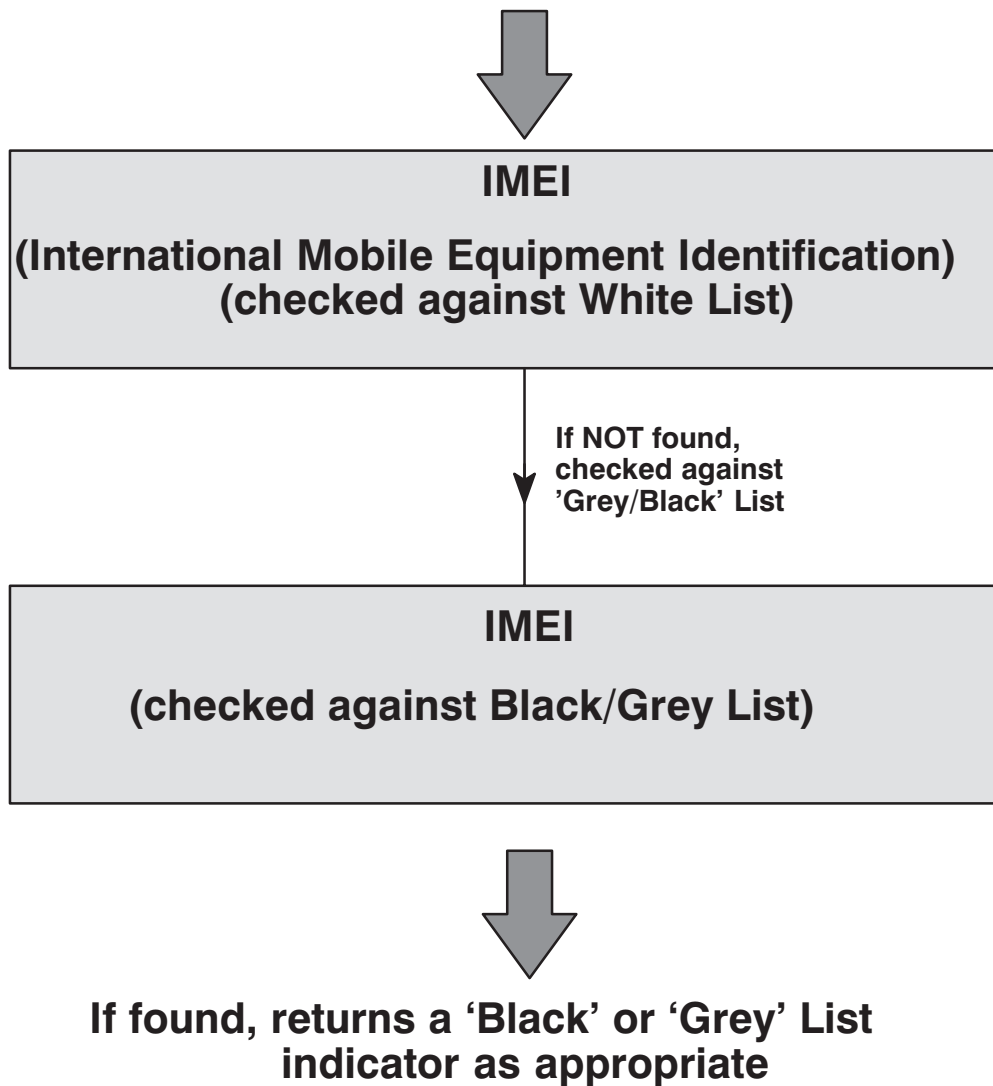 IMEI
(International Mobile Equipment Identification)
(checked against White List)
If NOT found,
checked against
’Grey/Black’ List
IMEI
(checked against Black/Grey List)
If found, returns a ‘Black’ or ‘Grey’ List
indicator as appropriate